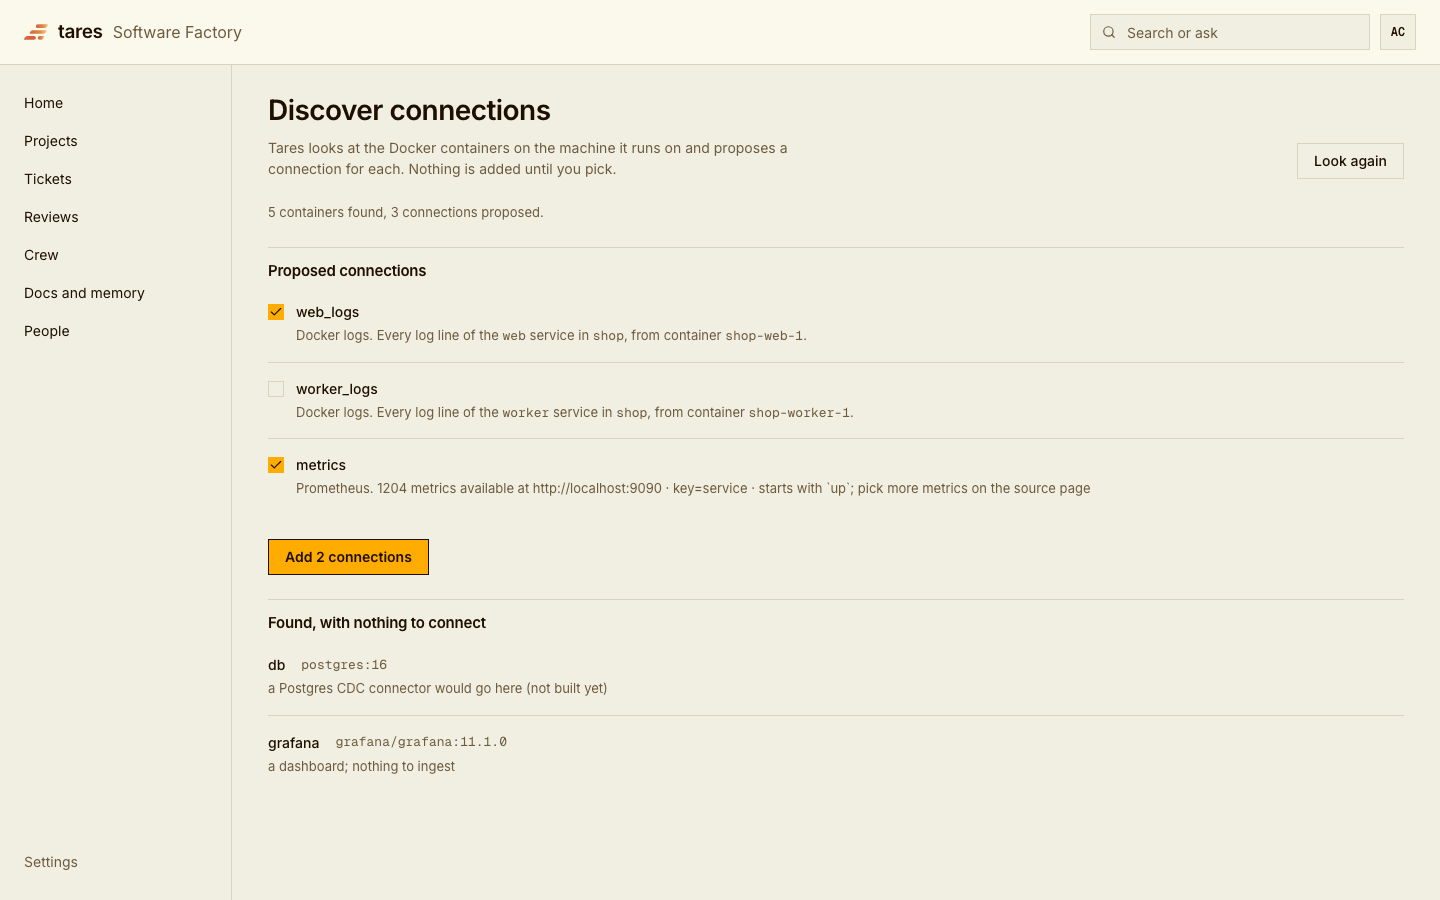 tares Software Factory
Search or ask
AC
Home
Projects
Tickets
Reviews
Crew
Docs and memory
People
Settings
Discover connections
Tares looks at the Docker containers on the machine it runs on and proposes a
connection for each. Nothing is added until you pick.
Look again
5 containers found, 3 connections proposed.
Proposed connections
web_logs
Docker logs. Every log line of the web service in shop, from container shop-web-1.
worker_logs
Docker logs. Every log line of the worker service in shop, from container shop-worker-1.
metrics
Prometheus. 1204 metrics available at http://localhost:9090 · key=service · starts with `up`; pick more metrics on the source page
Add 2 connections
Found, with nothing to connect
db postgres:16
a Postgres CDC connector would go here (not built yet)
grafana grafana/grafana:11.1.0
a dashboard; nothing to ingest